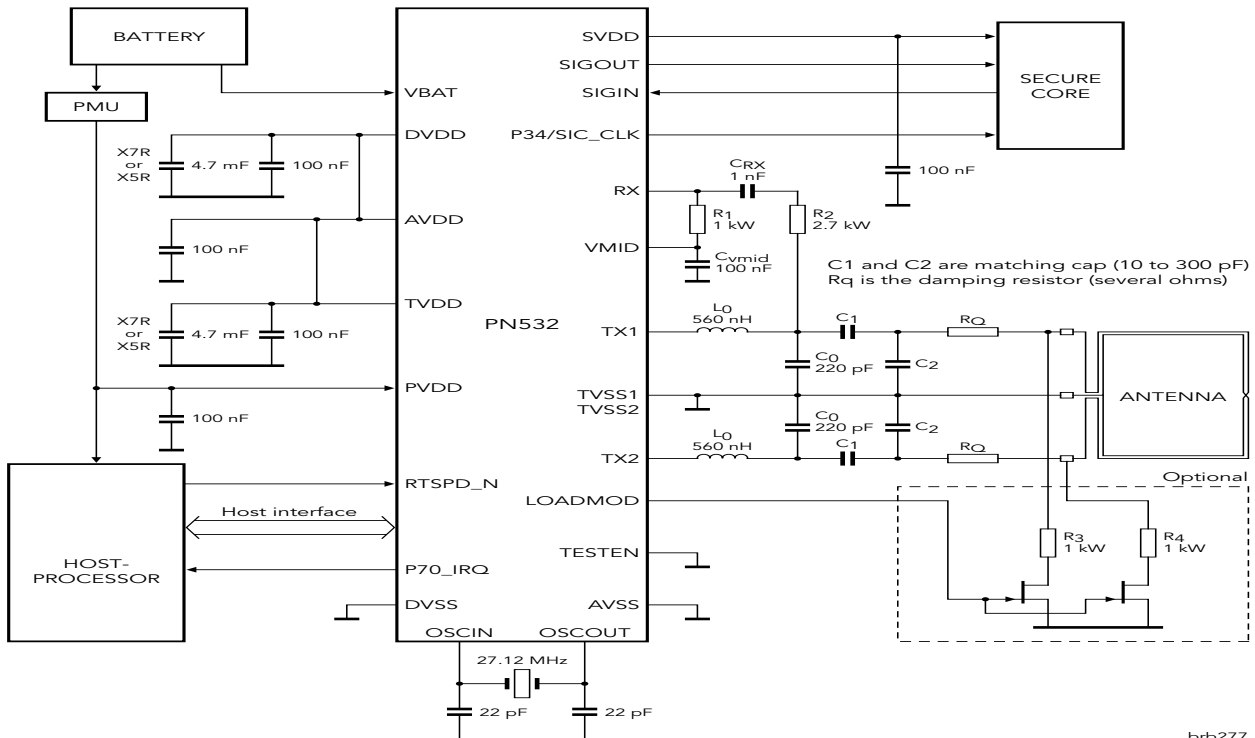 BATTERY
PMU
VBAT
DVDD
X7R
or
X5R
4.7 mF
100 nF
AVDD
100 nF
TVDD
X7R
or
X5R
4.7 mF
100 nF
PVDD
100 nF
HOST-
PROCESSOR
RTSPD_N
Host interface
P70_IRQ
DVSS
OSCIN
OSCOUT
27.12 MHz
22 pF
22 pF
PN532
SVDD
SIGOUT
SIGIN
P34/SIC_CLK
SECURE
CORE
100 nF
RX
CRX
1 nF
R1
1 kW
R2
2.7 kW
VMID
Cvmid
100 nF
C1 and C2 are matching cap (10 to 300 pF)
Rq is the damping resistor (several ohms)
TX1
L0
560 nH
C1
RQ
C0
220 pF
C2
TVSS1
TVSS2
ANTENNA
C0
220 pF
C2
TX2
L0
560 nH
C1
RQ
Optional
LOADMOD
R3
1 kW
R4
1 kW
TESTEN
AVSS
brb277